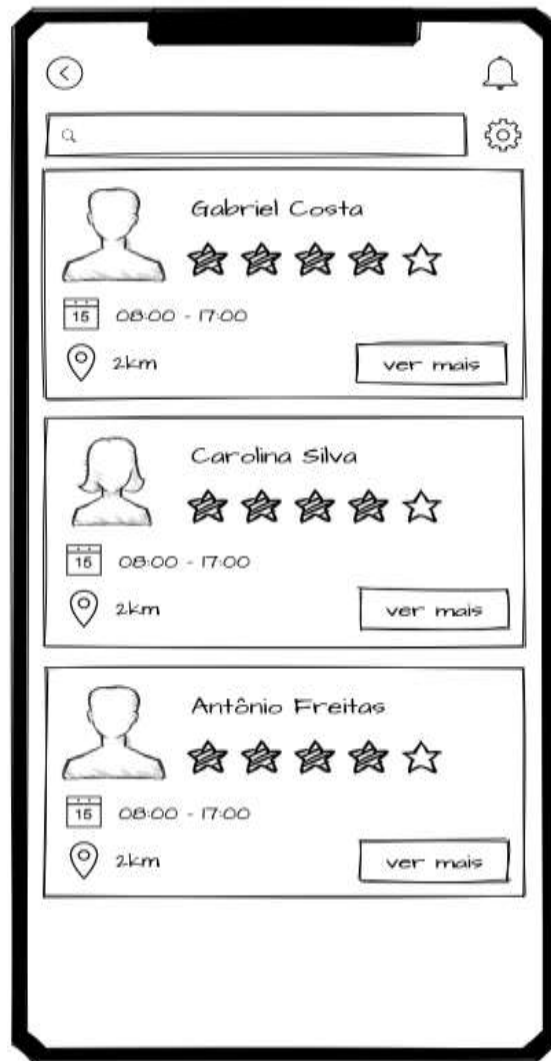 Gabriel Costa
15 08:00 - 17:00
2km
ver mais
Carolina Silva
15 08:00 - 17:00
2km
ver mais
Antônio Freitas
15 08:00 - 17:00
2km
ver mais